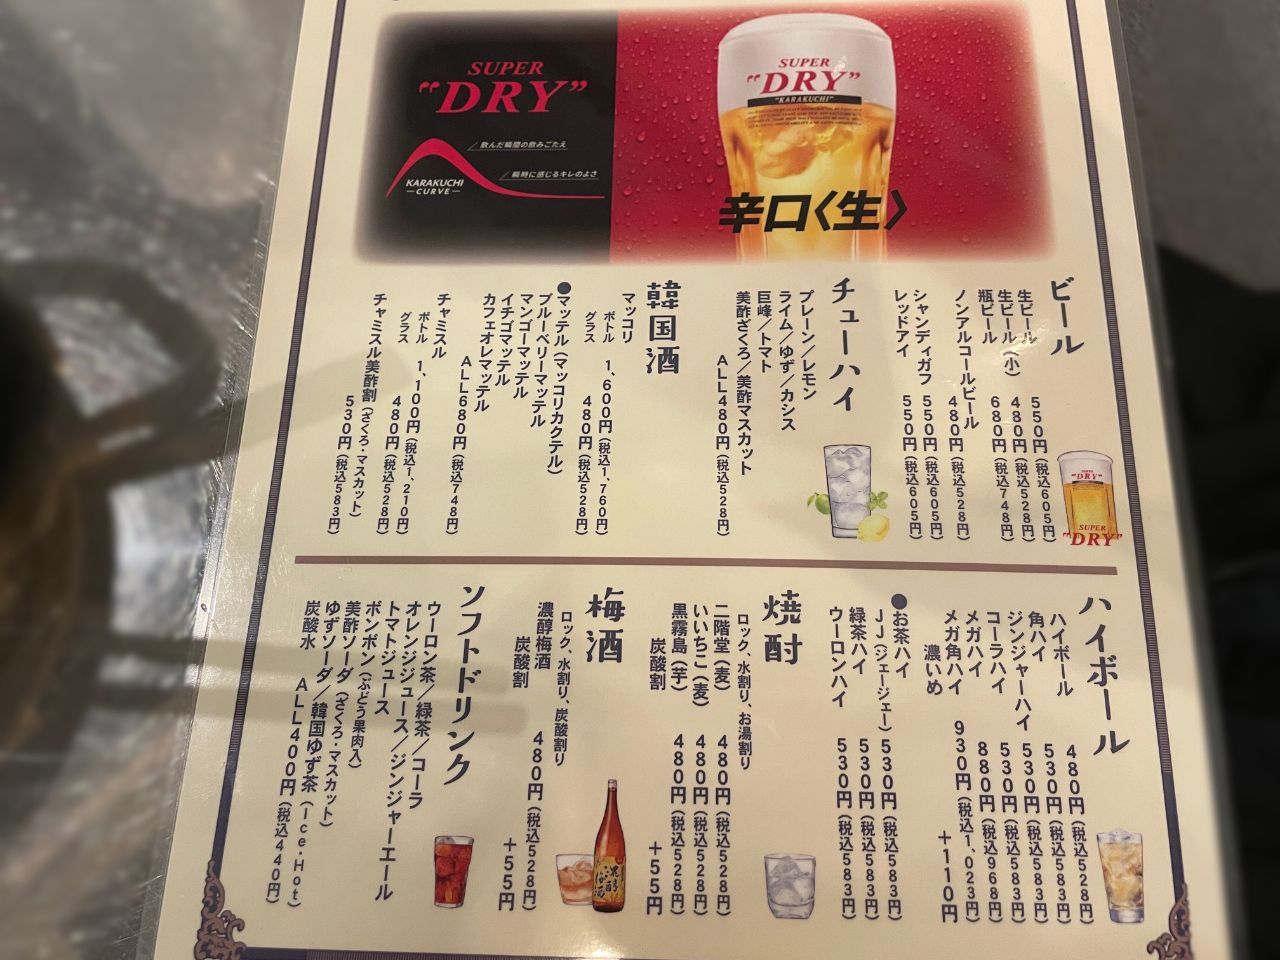 SUPER
"DRY"
飲んだ瞬間の飲みごたえ
瞬時に感じるキレのよさ
KARAKUCHI
CURVE
SUPER
"DRY"
"KARAKUCHI"
辛口〈生〉
ビール
生ビール 550円(税込605円)
生ビール(小) 480円(税込528円)
瓶ビール 680円(税込748円)
ノンアルコールビール 480円(税込528円)
シャンディガフ 550円(税込605円)
レッドアイ 550円(税込605円)
SUPER
"DRY"
SUPER
"DRY"
チューハイ
プレーン/レモン
ライム/ゆず/カシス
巨峰/トマト
美酢ざくろ/美酢マスカット
ALL480円(税込528円)
韓国酒
マッコリ
ボトル 1,600円(税込1,760円)
グラス 480円(税込528円)
●マッテル(マッコリカクテル)
ブルーベリーマッテル
マンゴーマッテル
イチゴマッテル
カフェオレマッテル
ALL680円(税込748円)
チャミスル
ボトル 1,100円(税込1,210円)
グラス 480円(税込528円)
チャミスル美酢割(ざくろ・マスカット)
530円(税込583円)
ハイボール
ハイボール 480円(税込528円)
角ハイ 530円(税込583円)
ジンジャーハイ 530円(税込583円)
コーラハイ 530円(税込583円)
メガハイ 880円(税込968円)
メガ角ハイ 930円(税込1,023円)
濃いめ +110円
●お茶ハイ
JJ(ジェージェー) 530円(税込583円)
緑茶ハイ 530円(税込583円)
ウーロンハイ 530円(税込583円)
焼酎
ロック、水割り、お湯割り
二階堂(麦) 480円(税込528円)
いいちこ(麦) 480円(税込528円)
黒霧島(芋) 480円(税込528円)
炭酸割 +55円
梅酒
ロック、水割り、炭酸割り
濃醇梅酒 480円(税込528円)
炭酸割 +55円
ソフトドリンク
ウーロン茶/緑茶/コーラ
オレンジジュース/ジンジャーエール
トマトジュース
ポンポン(ぶどう果肉入)
美酢ソーダ(ざくろ・マスカット)
ゆずソーダ/韓国ゆず茶(Ice・Hot)
炭酸水 ALL400円(税込440円)